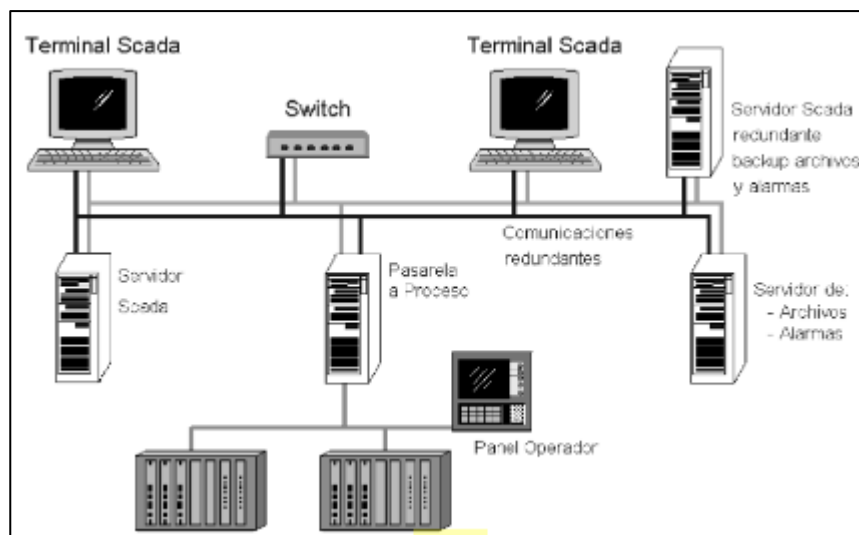 Terminal Scada
Terminal Scada
Switch
Servidor Scada
redundante
backup archivos
y alarmas
Comunicaciones
redundantes
Servidor
Scada
Pasarela
a Proceso
Servidor de:
- Archivos
- Alarmas
Panel Operador